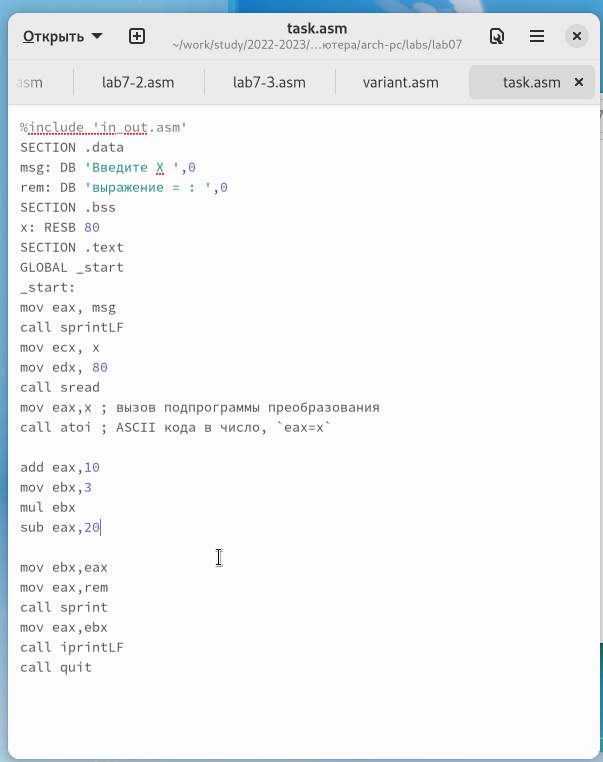 Открыть
task.asm
~/work/study/2022-2023/…ютера/arch-pc/labs/lab07
asm
lab7-2.asm
lab7-3.asm
variant.asm
task.asm
%include 'in_out.asm'
SECTION .data
msg: DB 'Введите X ',0
rem: DB 'выражение = : ',0
SECTION .bss
x: RESB 80
SECTION .text
GLOBAL _start
_start:
mov eax, msg
call sprintLF
mov ecx, x
mov edx, 80
call sread
mov eax,x ; вызов подпрограммы преобразования
call atoi ; ASCII кода в число, `eax=x`
add eax,10
mov ebx,3
mul ebx
sub eax,20
mov ebx,eax
mov eax,rem
call sprint
mov eax,ebx
call iprintLF
call quit